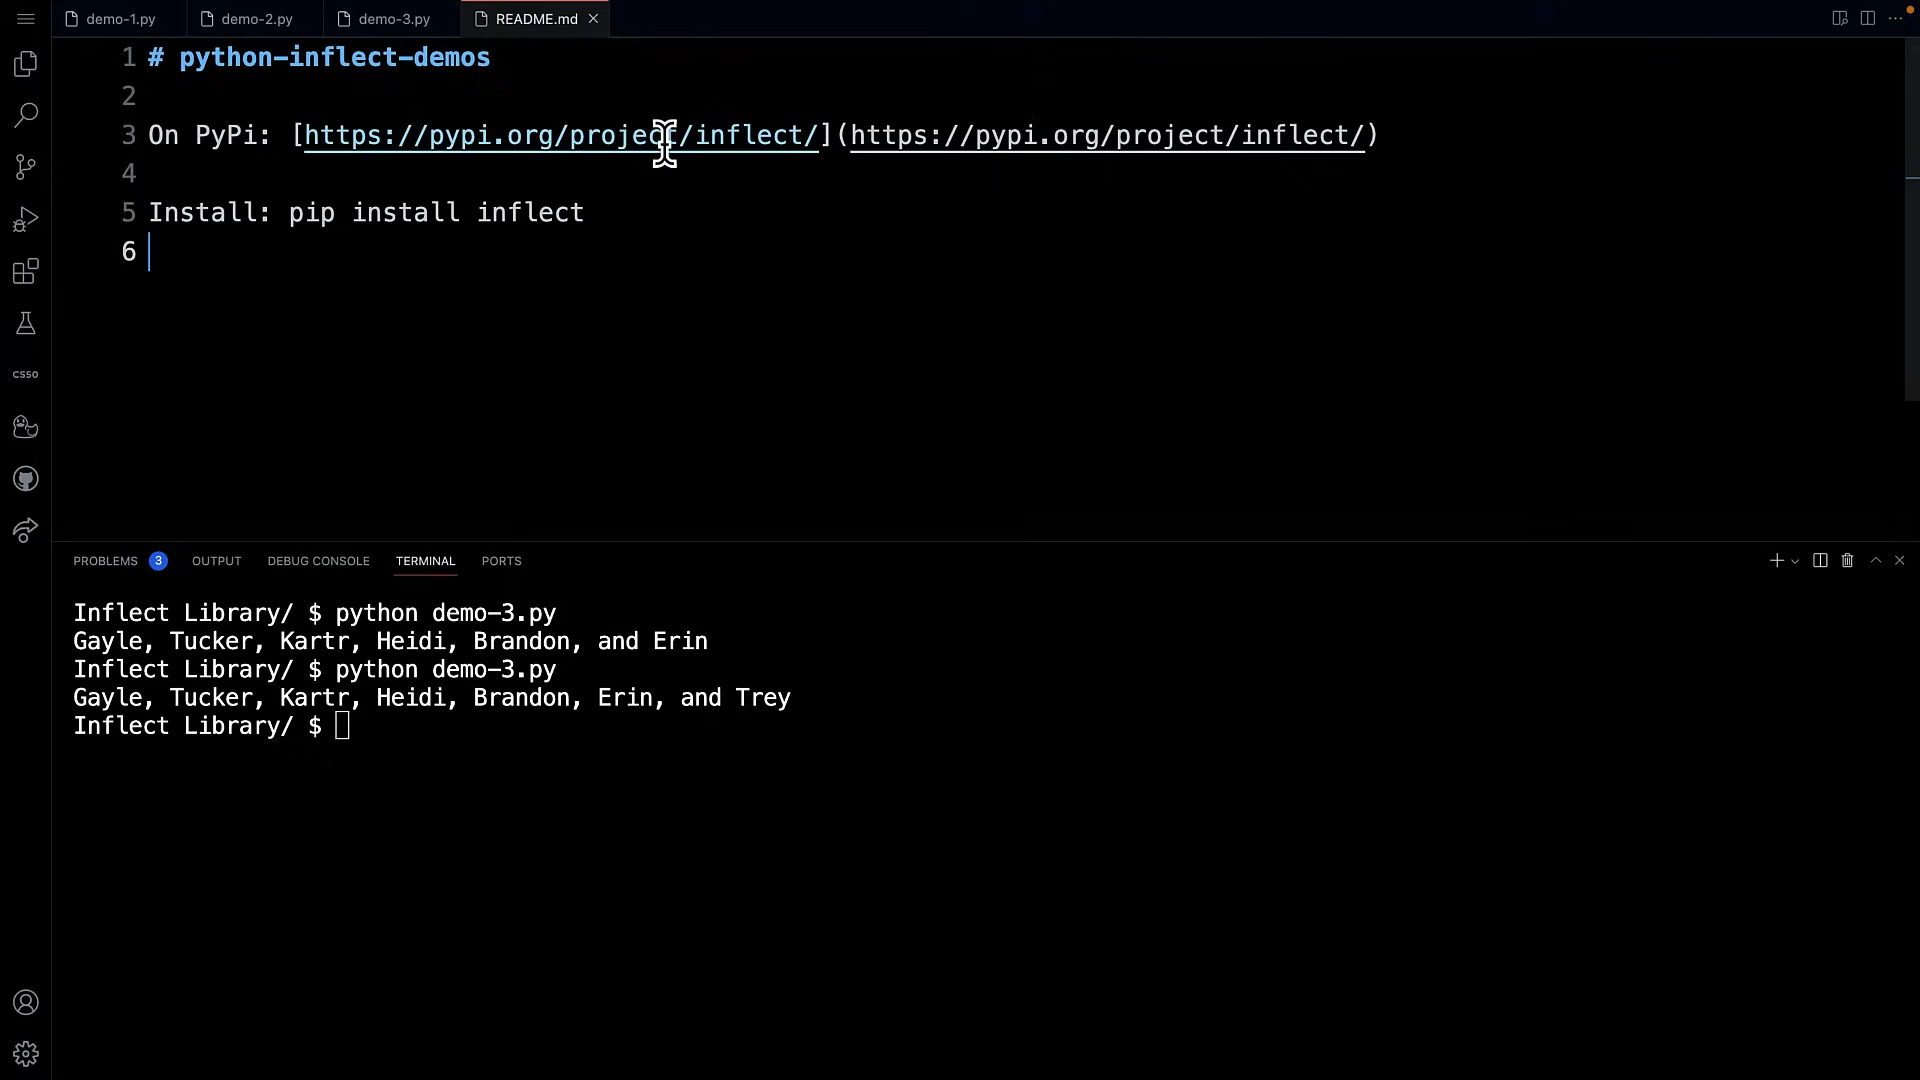 demo-1.py demo-2.py demo-3.py README.md
1 # python-inflect-demos
2
3 On PyPi: [https://pypi.org/project/inflect/](https://pypi.org/project/inflect/)
4
5 Install: pip install inflect
6
CSSO
PROBLEMS 3 OUTPUT DEBUG CONSOLE TERMINAL PORTS
Inflect Library/ $ python demo-3.py
Gayle, Tucker, Kartr, Heidi, Brandon, and Erin
Inflect Library/ $ python demo-3.py
Gayle, Tucker, Kartr, Heidi, Brandon, Erin, and Trey
Inflect Library/ $